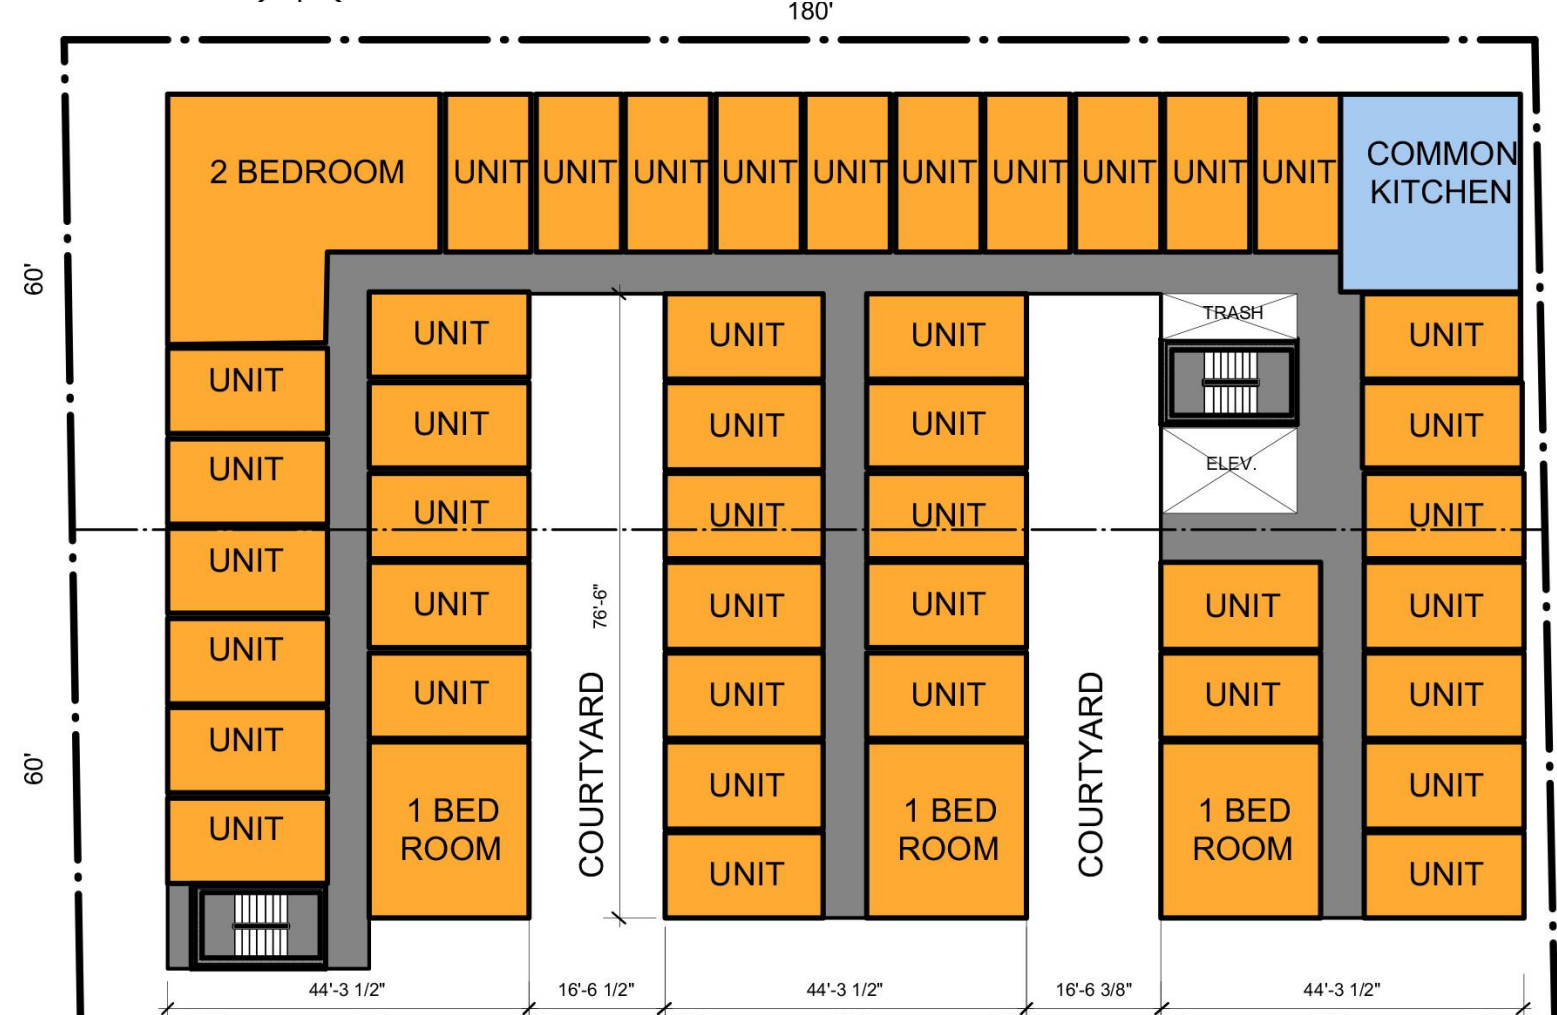 180'
2 BEDROOM
UNIT
UNIT
UNIT
UNIT
UNIT
UNIT
UNIT
UNIT
UNIT
UNIT
COMMON
KITCHEN
60'
UNIT
UNIT
UNIT
TRASH
UNIT
UNIT
UNIT
UNIT
UNIT
UNIT
UNIT
UNIT
UNIT
UNIT
ELEV.
UNIT
UNIT
UNIT
UNIT
76'-6"
UNIT
UNIT
UNIT
UNIT
UNIT
UNIT
UNIT
UNIT
UNIT
UNIT
UNIT
COURTYARD
COURTYARD
60'
UNIT
UNIT
UNIT
1 BED
ROOM
1 BED
ROOM
1 BED
ROOM
UNIT
UNIT
UNIT
44'-3 1/2"
16'-6 1/2"
44'-3 1/2"
16'-6 3/8"
44'-3 1/2"